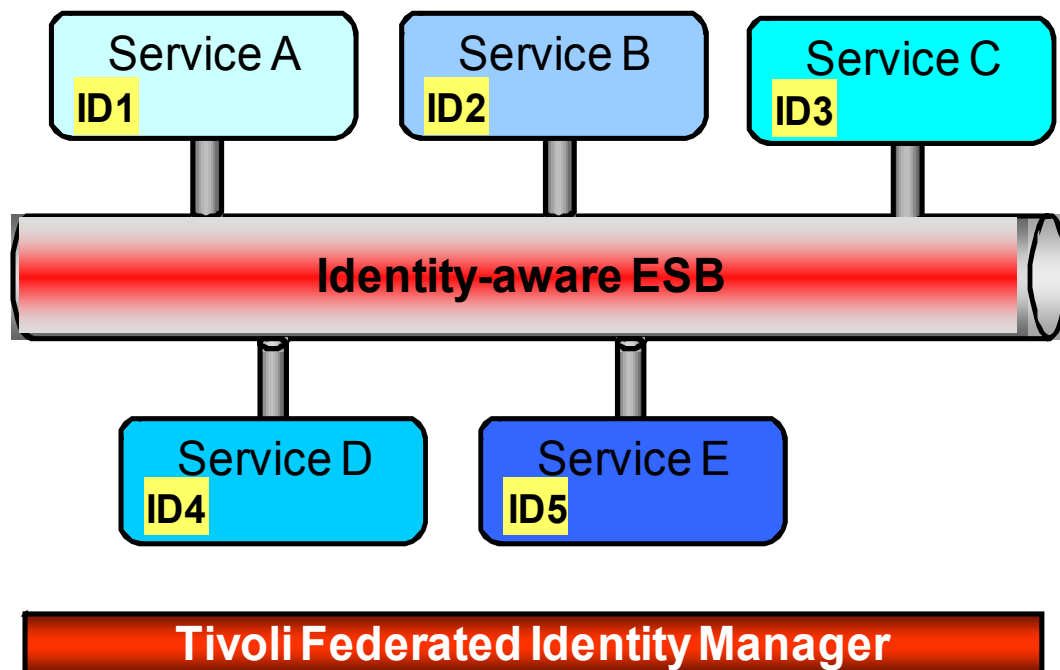 Service A
ID1
Service B
ID2
Service C
ID3
Identity-aware ESB
Service D
ID4
Service E
ID5
Tivoli Federated Identity Manager